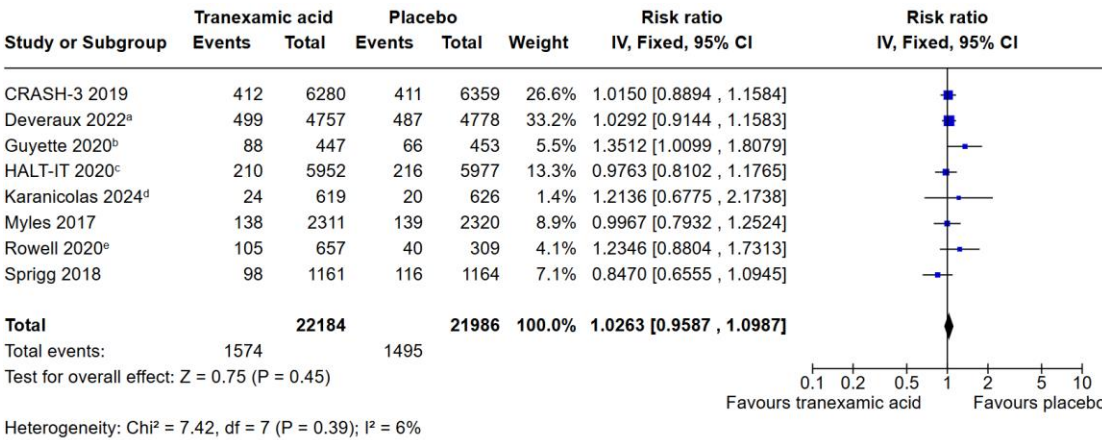 Tranexamic acid Placebo Risk ratio Risk ratio
Study or Subgroup Events Total Events Total Weight IV, Fixed, 95% CI IV, Fixed, 95% CI
CRASH-3 2019 412 6280 411 6359 26.6% 1.0150 [0.8894 , 1.1584]
Deveraux 2022ᵃ 499 4757 487 4778 33.2% 1.0292 [0.9144 , 1.1583]
Guyette 2020ᵇ 88 447 66 453 5.5% 1.3512 [1.0099 , 1.8079]
HALT-IT 2020ᶜ 210 5952 216 5977 13.3% 0.9763 [0.8102 , 1.1765]
Karanicolas 2024ᵈ 24 619 20 626 1.4% 1.2136 [0.6775 , 2.1738]
Myles 2017 138 2311 139 2320 8.9% 0.9967 [0.7932 , 1.2524]
Rowell 2020ᵉ 105 657 40 309 4.1% 1.2346 [0.8804 , 1.7313]
Sprigg 2018 98 1161 116 1164 7.1% 0.8470 [0.6555 , 1.0945]
Total 22184 21986 100.0% 1.0263 [0.9587 , 1.0987]
Total events: 1574 1495
Test for overall effect: Z = 0.75 (P = 0.45)
0.1 0.2 0.5 1 2 5 10
Favours tranexamic acid Favours placebo
Heterogeneity: Chi² = 7.42, df = 7 (P = 0.39); I² = 6%